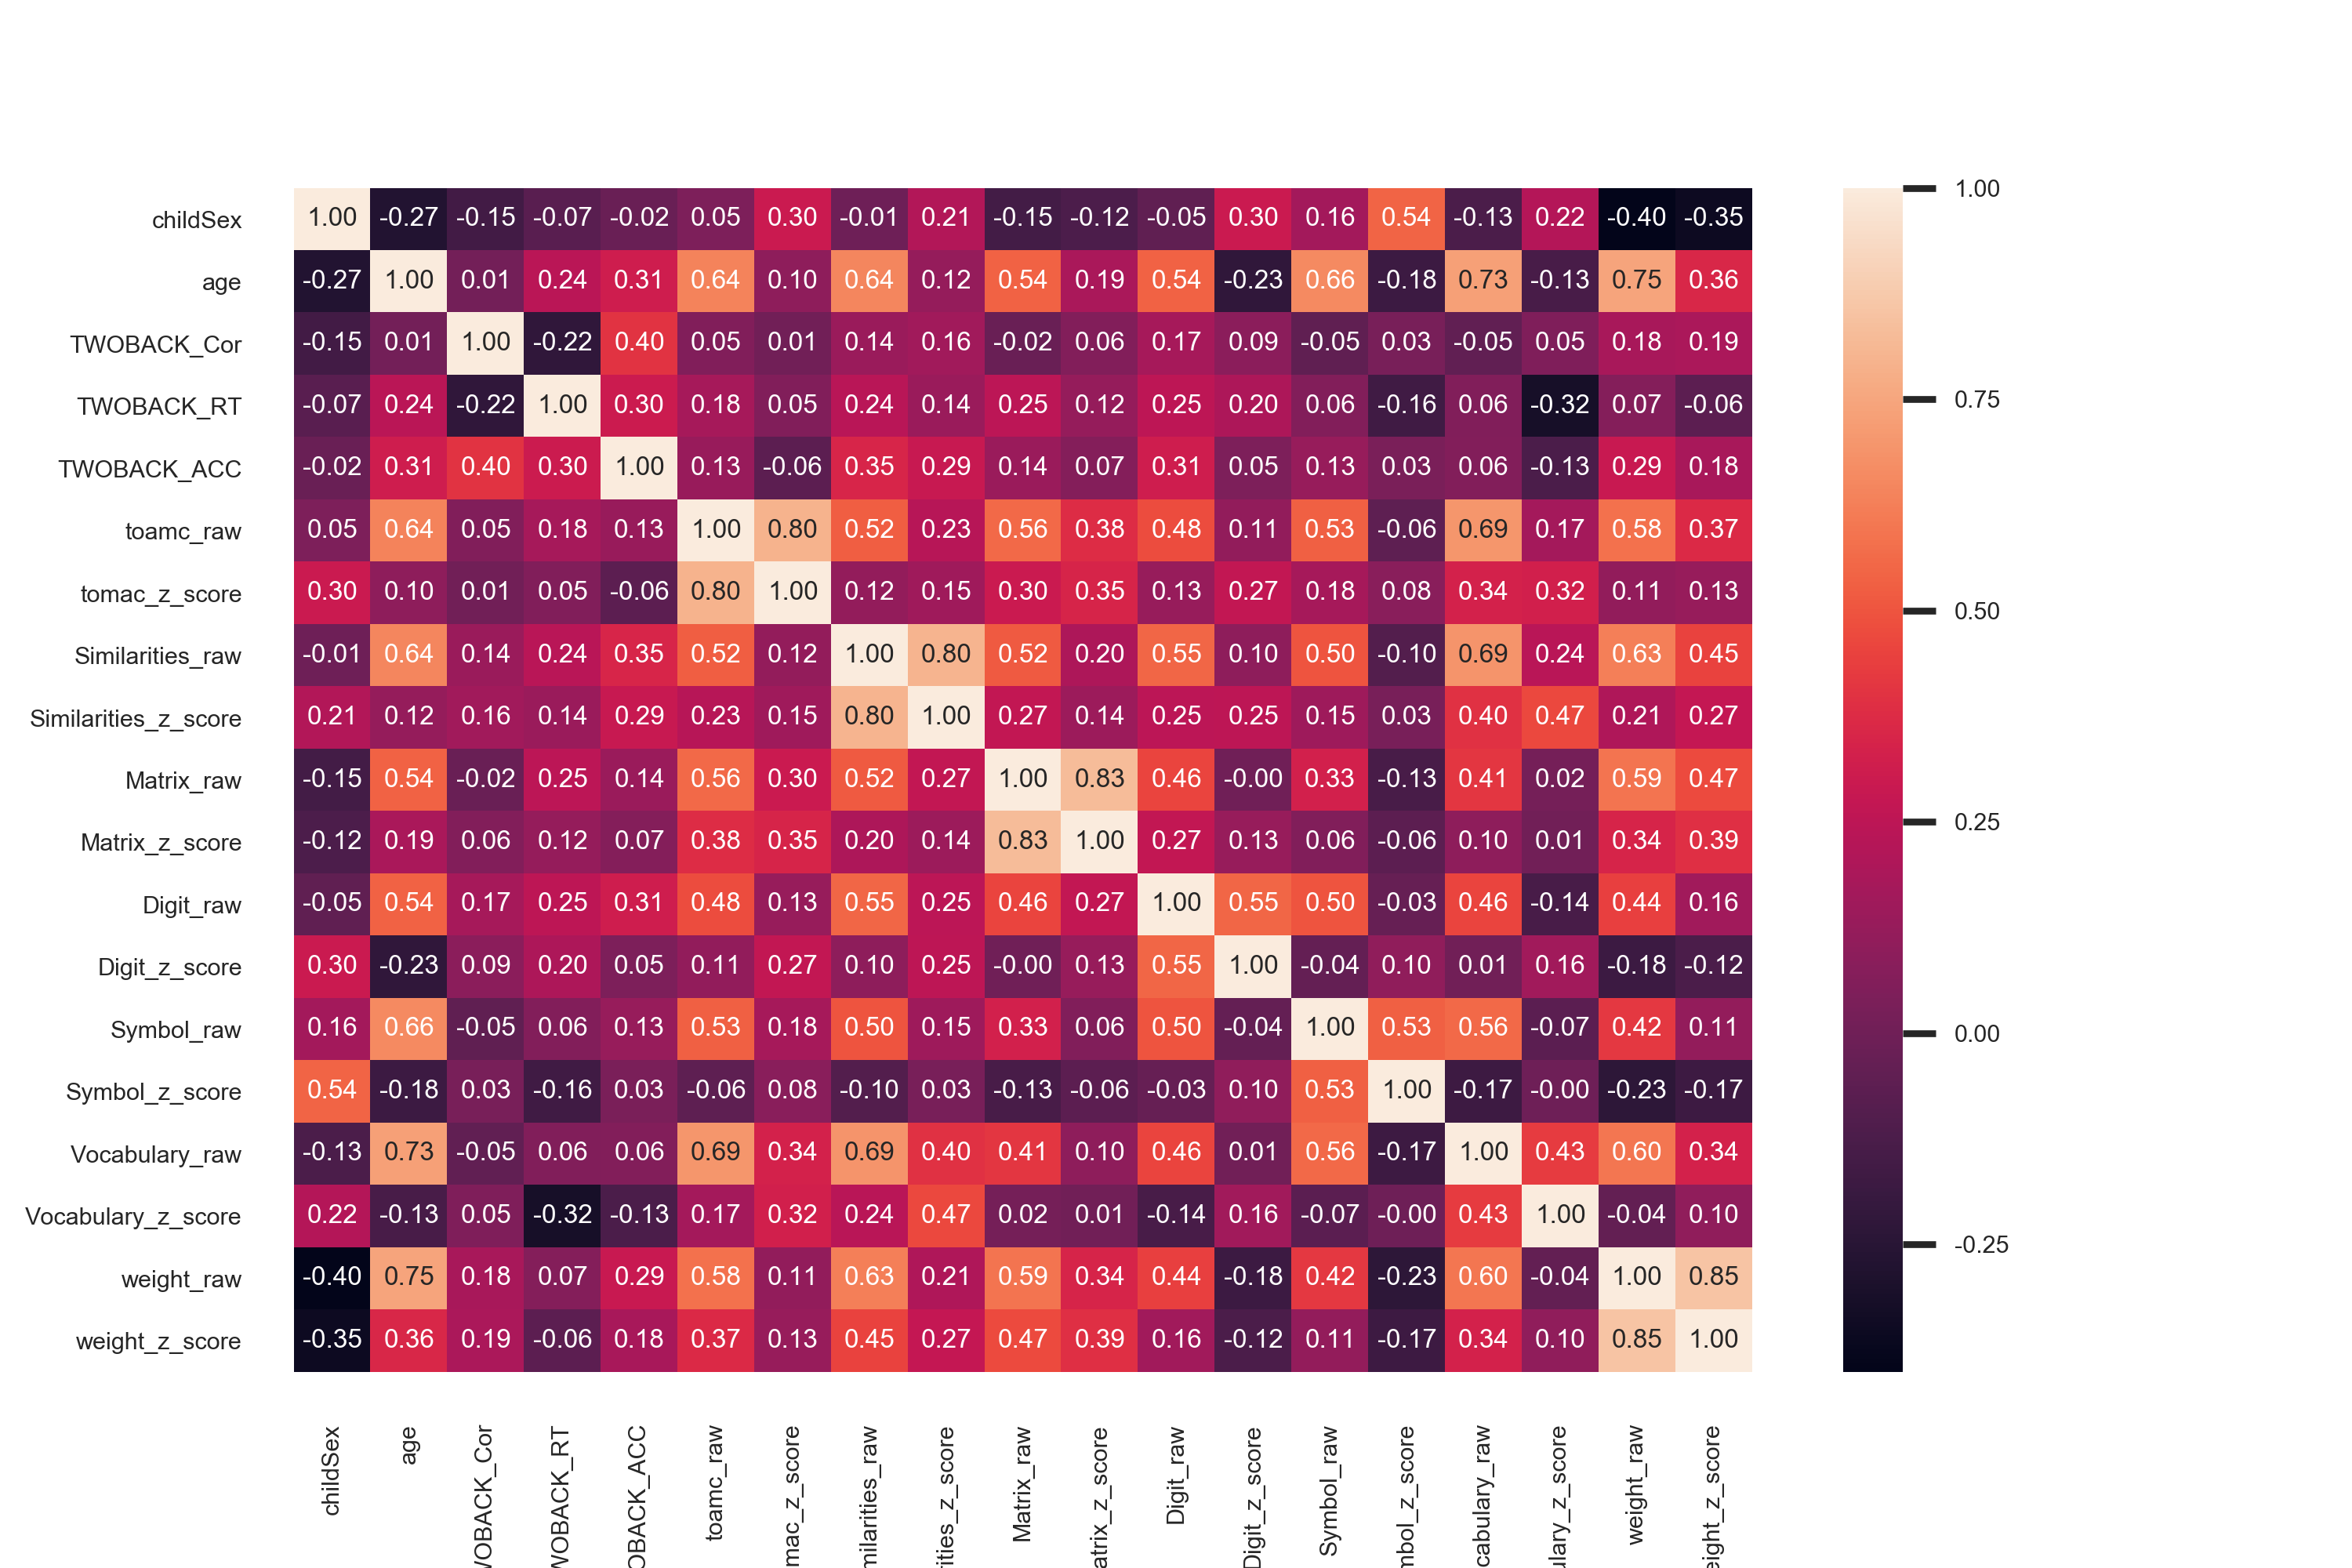 childSex 1.00 -0.27 -0.15 -0.07 -0.02 0.05 0.30 -0.01 0.21 -0.15 -0.12 -0.05 0.30 0.16 0.54 -0.13 0.22 -0.40 -0.35
age -0.27 1.00 0.01 0.24 0.31 0.64 0.10 0.64 0.12 0.54 0.19 0.54 -0.23 0.66 -0.18 0.73 -0.13 0.75 0.36
TWOBACK_Cor -0.15 0.01 1.00 -0.22 0.40 0.05 0.01 0.14 0.16 -0.02 0.06 0.17 0.09 -0.05 0.03 -0.05 0.05 0.18 0.19
TWOBACK_RT -0.07 0.24 -0.22 1.00 0.30 0.18 0.05 0.24 0.14 0.25 0.12 0.25 0.20 0.06 -0.16 0.06 -0.32 0.07 -0.06
TWOBACK_ACC -0.02 0.31 0.40 0.30 1.00 0.13 -0.06 0.35 0.29 0.14 0.07 0.31 0.05 0.13 0.03 0.06 -0.13 0.29 0.18
toamc_raw 0.05 0.64 0.05 0.18 0.13 1.00 0.80 0.52 0.23 0.56 0.38 0.48 0.11 0.53 -0.06 0.69 0.17 0.58 0.37
tomac_z_score 0.30 0.10 0.01 0.05 -0.06 0.80 1.00 0.12 0.15 0.30 0.35 0.13 0.27 0.18 0.08 0.34 0.32 0.11 0.13
Similarities_raw -0.01 0.64 0.14 0.24 0.35 0.52 0.12 1.00 0.80 0.52 0.20 0.55 0.10 0.50 -0.10 0.69 0.24 0.63 0.45
Similarities_z_score 0.21 0.12 0.16 0.14 0.29 0.23 0.15 0.80 1.00 0.27 0.14 0.25 0.25 0.15 0.03 0.40 0.47 0.21 0.27
Matrix_raw -0.15 0.54 -0.02 0.25 0.14 0.56 0.30 0.52 0.27 1.00 0.83 0.46 -0.00 0.33 -0.13 0.41 0.02 0.59 0.47
Matrix_z_score -0.12 0.19 0.06 0.12 0.07 0.38 0.35 0.20 0.14 0.83 1.00 0.27 0.13 0.06 -0.06 0.10 0.01 0.34 0.39
Digit_raw -0.05 0.54 0.17 0.25 0.31 0.48 0.13 0.55 0.25 0.46 0.27 1.00 0.55 0.50 -0.03 0.46 -0.14 0.44 0.16
Digit_z_score 0.30 -0.23 0.09 0.20 0.05 0.11 0.27 0.10 0.25 -0.00 0.13 0.55 1.00 -0.04 0.10 0.01 0.16 -0.18 -0.12
Symbol_raw 0.16 0.66 -0.05 0.06 0.13 0.53 0.18 0.50 0.15 0.33 0.06 0.50 -0.04 1.00 0.53 0.56 -0.07 0.42 0.11
Symbol_z_score 0.54 -0.18 0.03 -0.16 0.03 -0.06 0.08 -0.10 0.03 -0.13 -0.06 -0.03 0.10 0.53 1.00 -0.17 -0.00 -0.23 -0.17
Vocabulary_raw -0.13 0.73 -0.05 0.06 0.06 0.69 0.34 0.69 0.40 0.41 0.10 0.46 0.01 0.56 -0.17 1.00 0.43 0.60 0.34
Vocabulary_z_score 0.22 -0.13 0.05 -0.32 -0.13 0.17 0.32 0.24 0.47 0.02 0.01 -0.14 0.16 -0.07 -0.00 0.43 1.00 -0.04 0.10
weight_raw -0.40 0.75 0.18 0.07 0.29 0.58 0.11 0.63 0.21 0.59 0.34 0.44 -0.18 0.42 -0.23 0.60 -0.04 1.00 0.85
weight_z_score -0.35 0.36 0.19 -0.06 0.18 0.37 0.13 0.45 0.27 0.47 0.39 0.16 -0.12 0.11 -0.17 0.34 0.10 0.85 1.00
childSex
age
WOBACK_Cor
WOBACK_RT
OBACK_ACC
toamc_raw
mac_z_score
milarities_raw
rities_z_score
Matrix_raw
atrix_z_score
Digit_raw
Digit_z_score
Symbol_raw
mbol_z_score
cabulary_raw
ulary_z_score
weight_raw
eight_z_score
1.00
0.75
0.50
0.25
0.00
-0.25